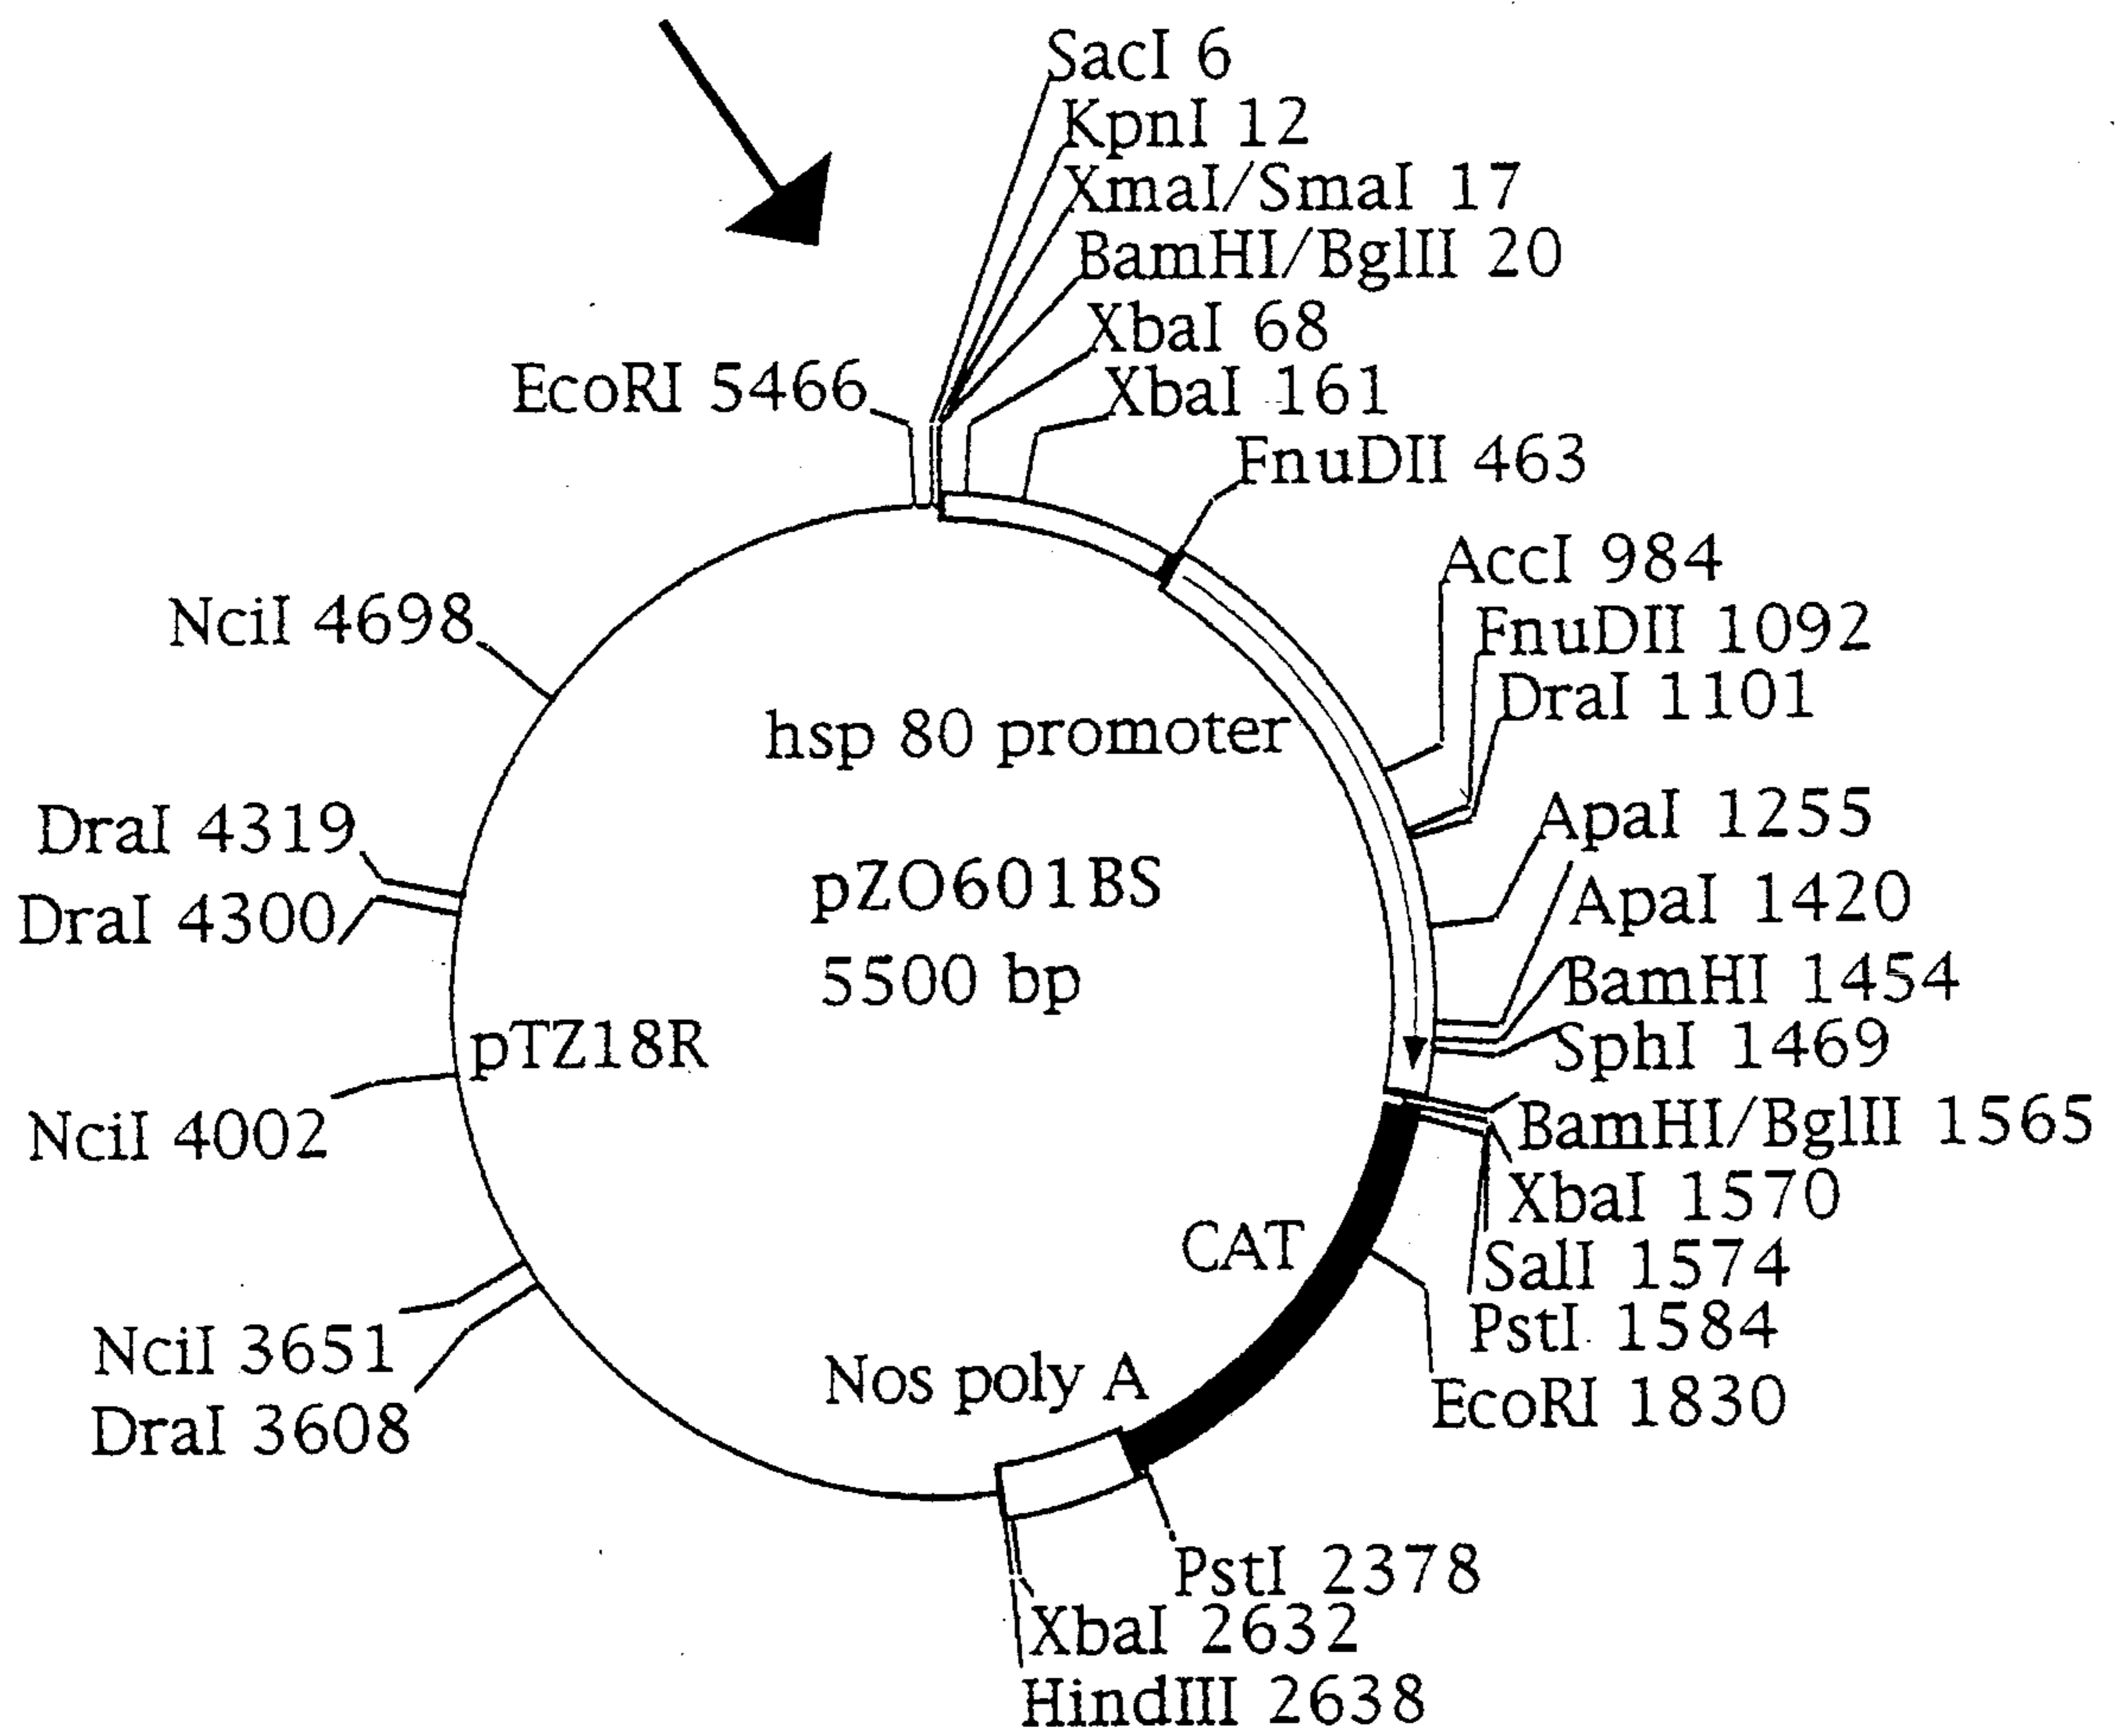 SacI 6
KpnI 12
XmaI/SmaI 17
BamHI/BglII 20
XbaI 68
XbaI 161
EcoRI 5466
FnuDII 463
AccI 984
FnuDII 1092
DraI 1101
ApaI 1255
ApaI 1420
BamHI 1454
SphI 1469
BamHI/BglII 1565
XbaI 1570
SalI 1574
PstI 1584
EcoRI 1830
PstI 2378
XbaI 2632
HindIII 2638
DraI 3608
NciI 3651
NciI 4002
DraI 4300
DraI 4319
NciI 4698
hsp 80 promoter
pZO601BS
5500 bp
pTZ18R
CAT
Nos poly A